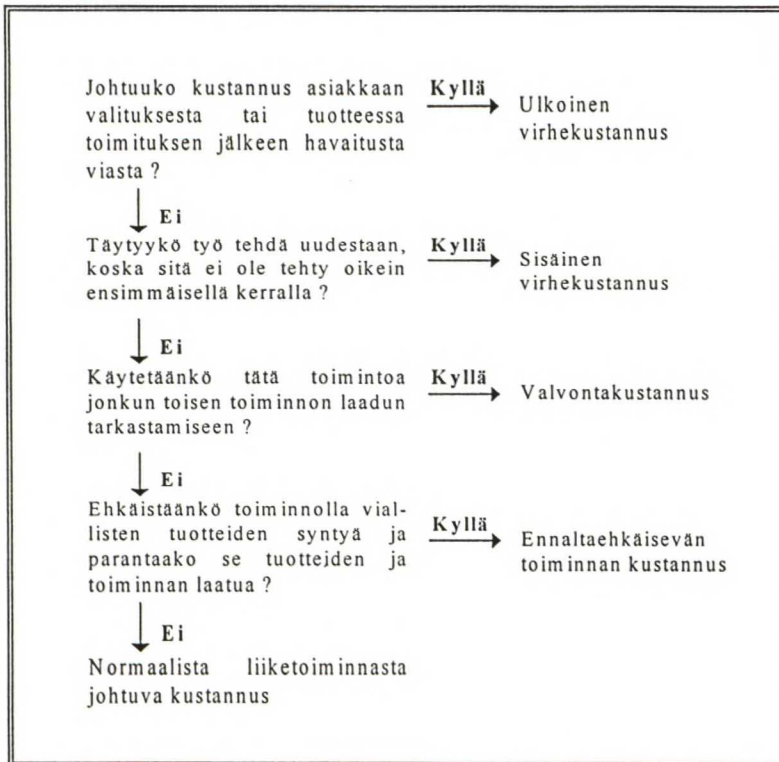 Johtuuko kustannus asiakkaan
valituksesta tai tuotteessa
toimituksen jälkeen havaitusta
viasta ?
Kyllä
Ulkoinen
virhekustannus
Ei
Täytyykö työ tehdä uudestaan,
koska sitä ei ole tehty oikein
ensimmäisellä kerralla ?
Kyllä
Sisäinen
virhekustannus
Ei
Käytetäänkö tätä toimintoa
jonkun toisen toiminnon laadun
tarkastamiseen ?
Kyllä
Valvontakustannus
Ei
Ehkäistäänkö toiminnolla vial-
listen tuotteiden syntyä ja
parantaako se tuotteiden ja
toiminnan laatua ?
Kyllä
Ennaltaehkäisevän
toiminnan kustannus
Ei
Normaalista liiketoiminnasta
johtuva kustannus